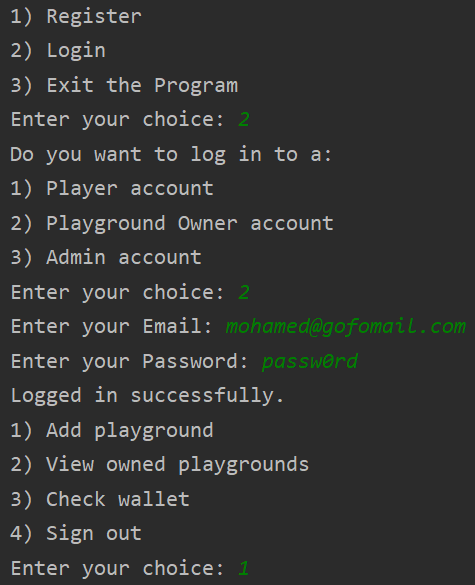 1) Register
2) Login
3) Exit the Program
Enter your choice: 2
Do you want to log in to a:
1) Player account
2) Playground Owner account
3) Admin account
Enter your choice: 2
Enter your Email: mohamed@gofomail.com
Enter your Password: passw0rd
Logged in successfully.
1) Add playground
2) View owned playgrounds
3) Check wallet
4) Sign out
Enter your choice: 1